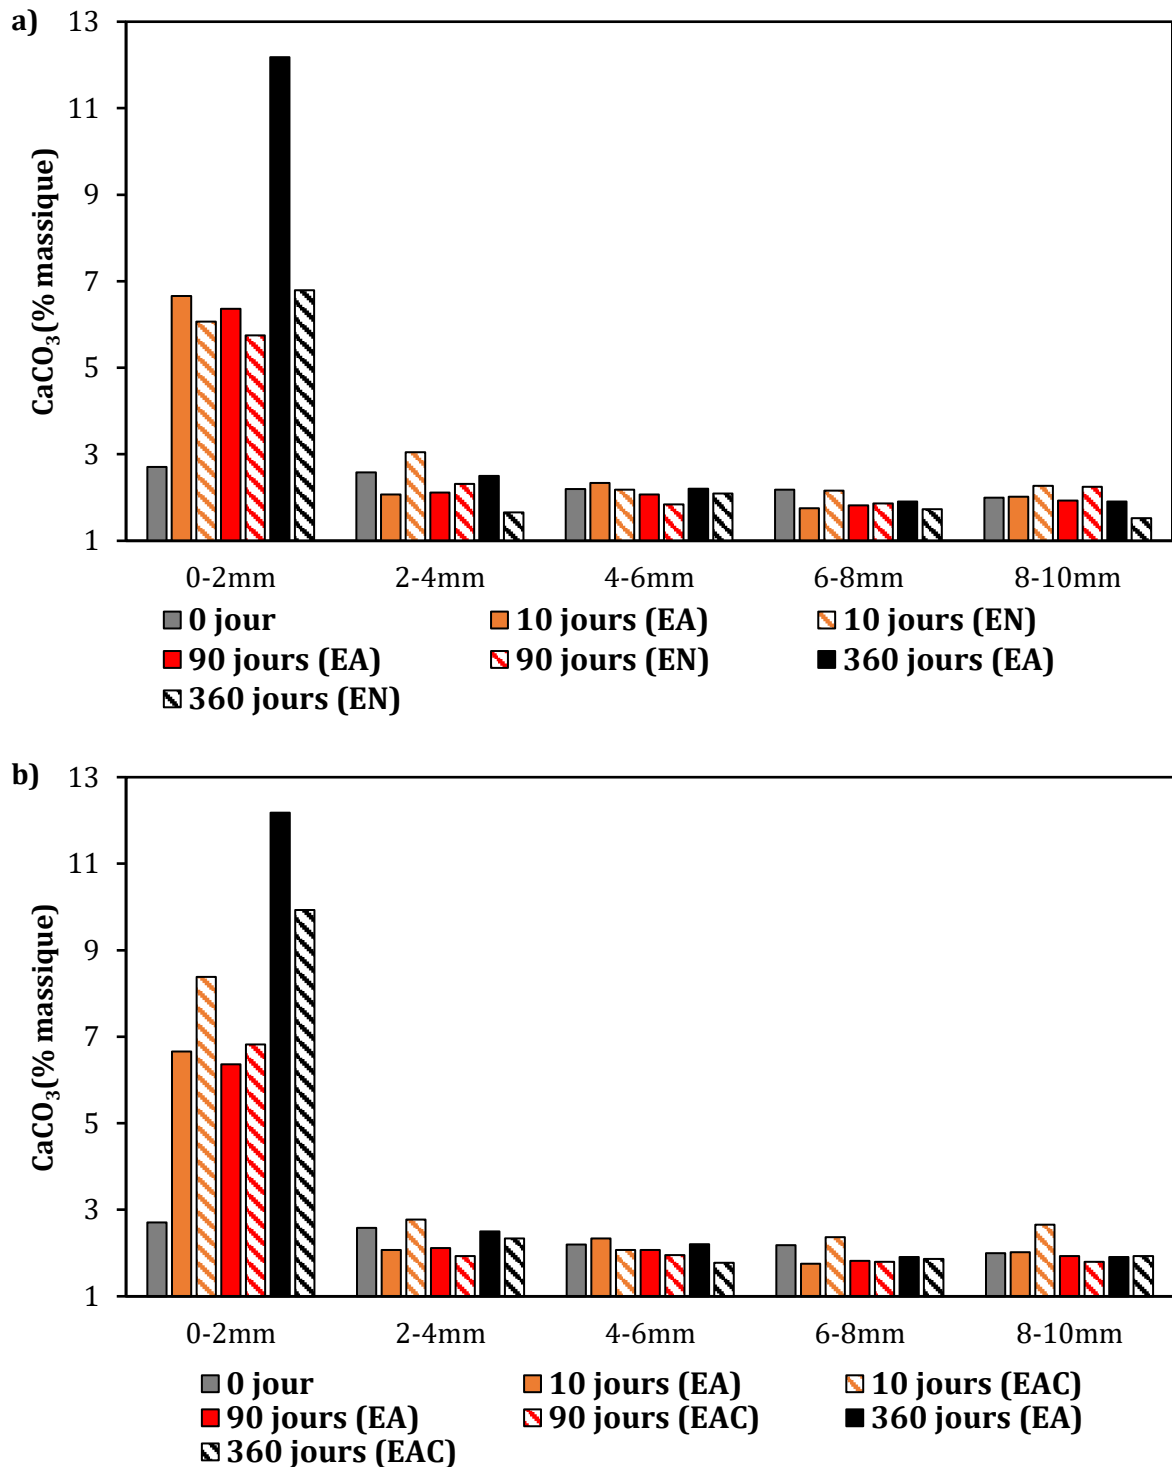 a)
13
11
9
7
5
3
1
CaCO₃(% massique)
0-2mm 2-4mm 4-6mm 6-8mm 8-10mm
0 jour 10 jours (EA) 10 jours (EN)
90 jours (EA) 90 jours (EN) 360 jours (EA)
360 jours (EN)
b)
13
11
9
7
5
3
1
CaCO₃(% massique)
0-2mm 2-4mm 4-6mm 6-8mm 8-10mm
0 jour 10 jours (EA) 10 jours (EAC)
90 jours (EA) 90 jours (EAC) 360 jours (EA)
360 jours (EAC)